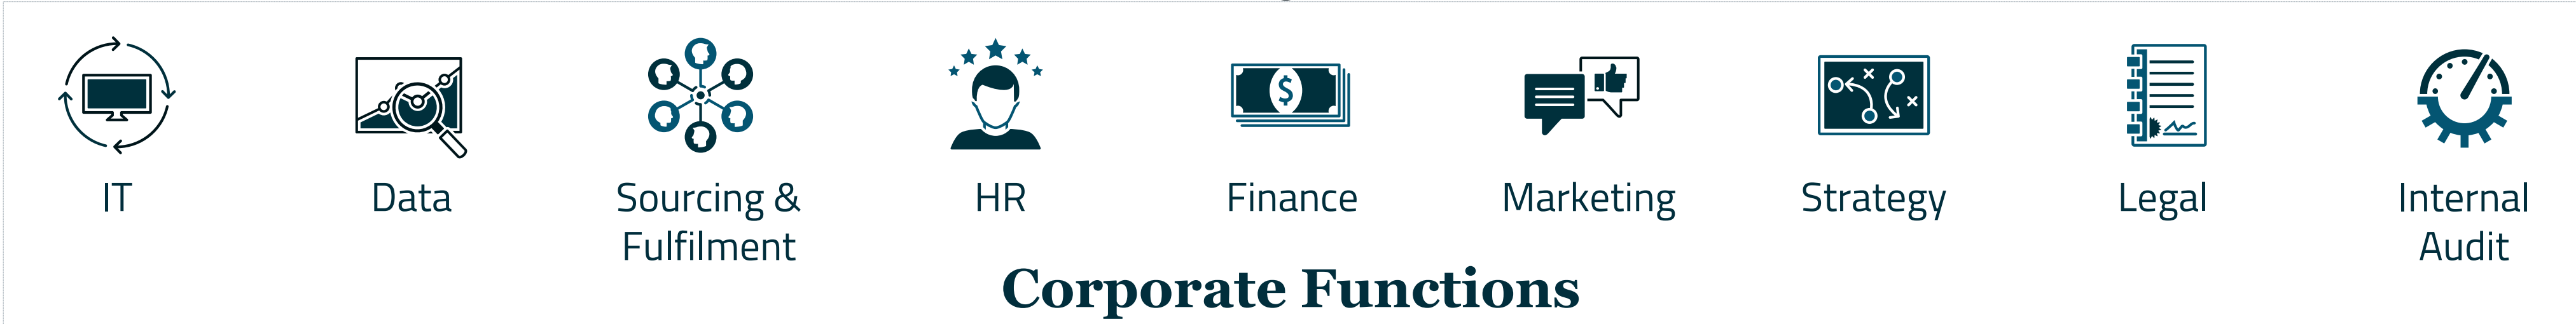 IT
Data
Sourcing &
Fulfilment
HR
Finance
$
Marketing
Strategy
Legal
Internal
Audit
Corporate Functions